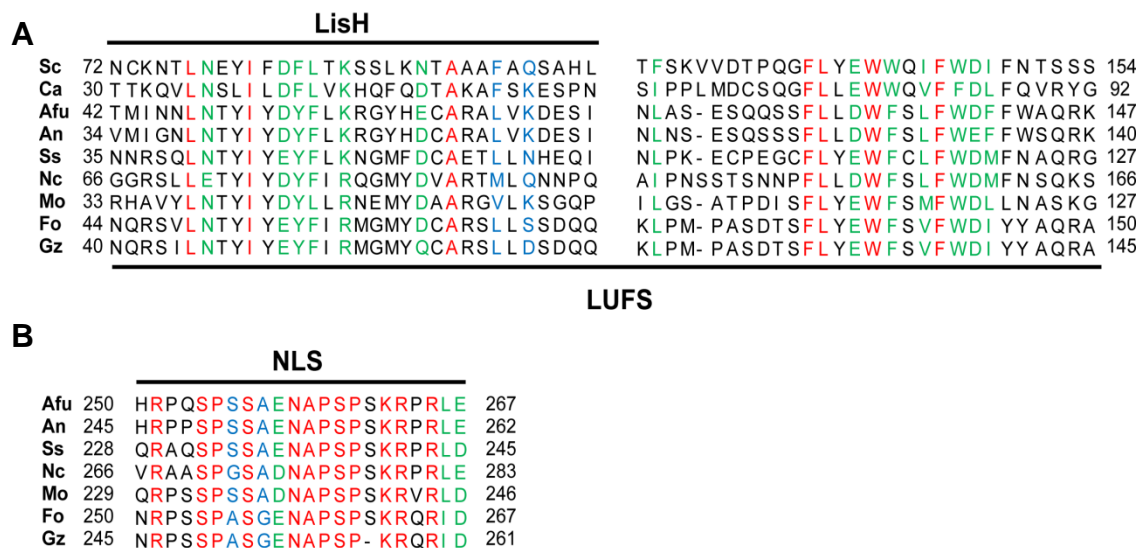 A
LisH
Sc 72 NCKNTLNEYIFDFLTKSSLKNTAAAFAQSAHL TFSKVVDTPQGFLYEWWQIFWDIFNTSSS 154
Ca 30 TTKQVLNSLILDFLVKHQFQDTAKAFSKESPN SIPPLMDCSQGFLLEWWQVFFDLFQVRYG 92
Afu 42 TMINNLNTYIYDYFLKRGYHECARALVKDESI NLAS-ESQQSSFLLDWFSLFWDIFFWAQRK 147
An 34 VMIGNLNTYIYDYFLKRGYHDCARALVKDESI NLNS-ESQSSSFLLDWFSLFWEFFWSQRK 140
Ss 35 NNRSQLNTYIYEYFLKNGMFDCAETLLNHEQI NLPK-ECPEGCFLYEWFCLFWDMFNAQRG 127
Nc 66 GGRSLLETYIYDYFIRQGMYDVARTMLQNNPQ AIPNSSTSNNPFLLDWFSLFWDMFNSQKS 166
Mo 33 RHAVYLNTYIYDYLLRNEMYDAARGVLKSGQP ILGS-ATPDISFLYEWFSMFWDLLNASKG 127
Fo 44 NQRSVLNTYIYEYFIRMGMYDCARSLLSSDQQ KLPM-PASDTSFLYEWFSVFWDIYYAQRA 150
Gz 40 NQRSILNTYIYEYFIRMGMYQCARSLLDSDQQ KLPM-PASDTSFLYEWFSVFWDIYYAQRA 145
LUFS
B
NLS
Afu 250 HRPQSPSSAENAPSPSKRPRLE 267
An 245 HRPPSPSSAENAPSPSKRPRLE 262
Ss 228 QRAQSPSSAENAPSPSKRPRLD 245
Nc 266 VRAASPGSADNAPSPSKRPRLE 283
Mo 229 QRPSSPSSADNAPSPSKRVRLD 246
Fo 250 NRPSSPASGENAPSPSKRQRID 267
Gz 245 NRPSSPASGENAPSP-KRQRID 261